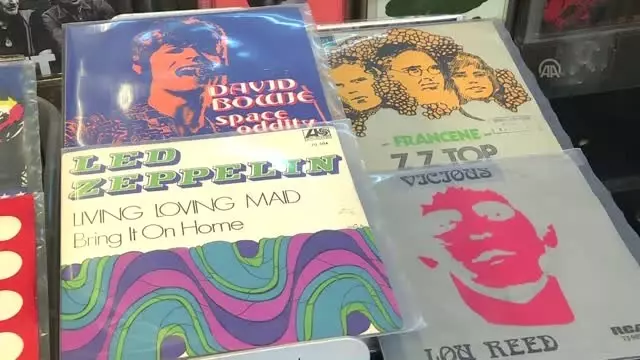 DAVID
BOWIE
space
oddity
FRANCENE
Z.Z. TOP
LED
ZEPPELIN
LIVING LOVING MAID
Bring It On Home
VICIOUS
LOU REED
RCA
AA